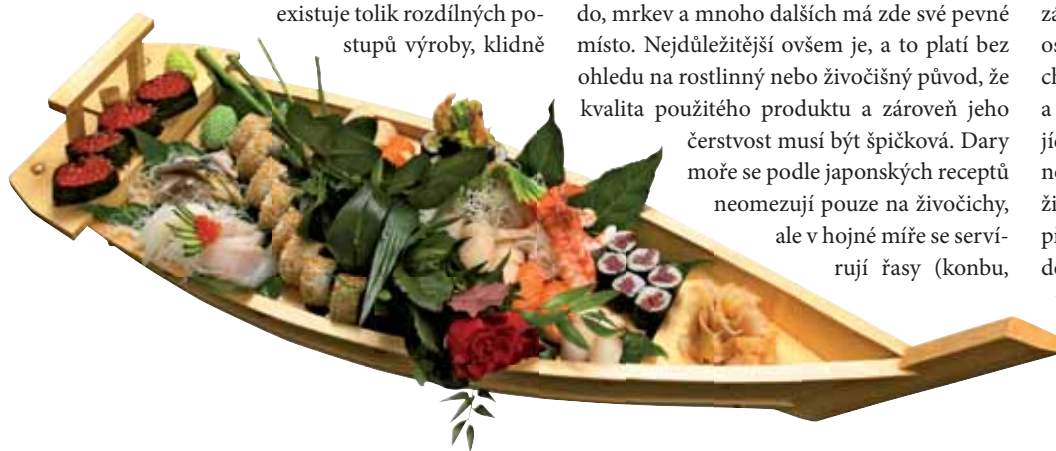 existuje tolik rozdílných po-
stupů výroby, klidně
do, mrkev a mnoho dalších má zde své pevné
místo. Nejdůležitější ovšem je, a to platí bez
ohledu na rostlinný nebo živočišný původ, že
kvalita použitého produktu a zároveň jeho
čerstvost musí být špičková. Dary
moře se podle japonských receptů
neomezují pouze na živočichy,
ale v hojné míře se serví-
rují řasy (konbu,